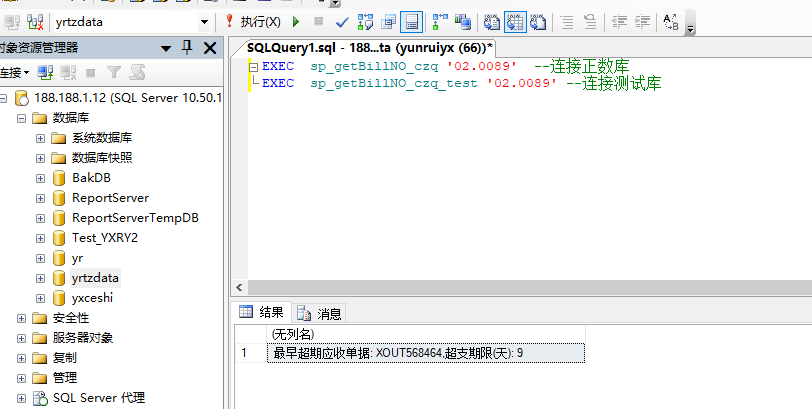 yrtzdata
执行(X)
对象资源管理器
连接
188.188.1.12 (SQL Server 10.50.1
数据库
系统数据库
数据库快照
BakDB
ReportServer
ReportServerTempDB
Test_YXRY2
yr
yrtzdata
yxceshi
安全性
服务器对象
复制
管理
SQL Server 代理
SQLQuery1.sql - 188...ta (yunruiyx (66))*
EXEC sp_getBillNO_czq '02.0089' --连接正数库
EXEC sp_getBillNO_czq_test '02.0089' --连接测试库
结果
消息
(无列名)
1 最早超期应收单据: XOUT568464,超支期限(天): 9